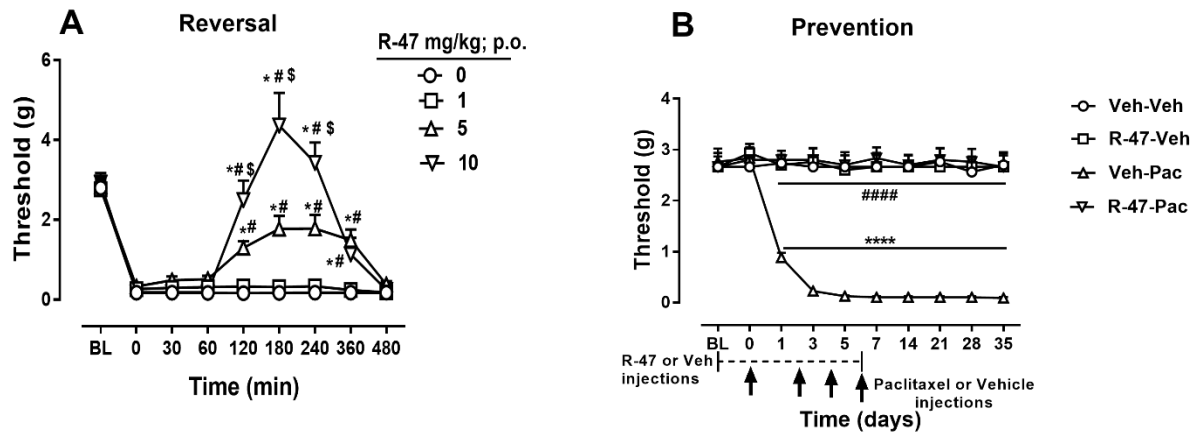 A
Reversal
R-47 mg/kg; p.o.
0
1
5
10
Threshold (g)
6
4
2
0
*#$
*#$
*#$
*#
*#
*#
*#
*#
BL 0 30 60 120 180 240 360 480
Time (min)
B
Prevention
Veh-Veh
R-47-Veh
Veh-Pac
R-47-Pac
Threshold (g)
4
3
2
1
0
####
****
BL 0 1 3 5 7 14 21 28 35
R-47 or Veh
injections
Paclitaxel or Vehicle
injections
Time (days)